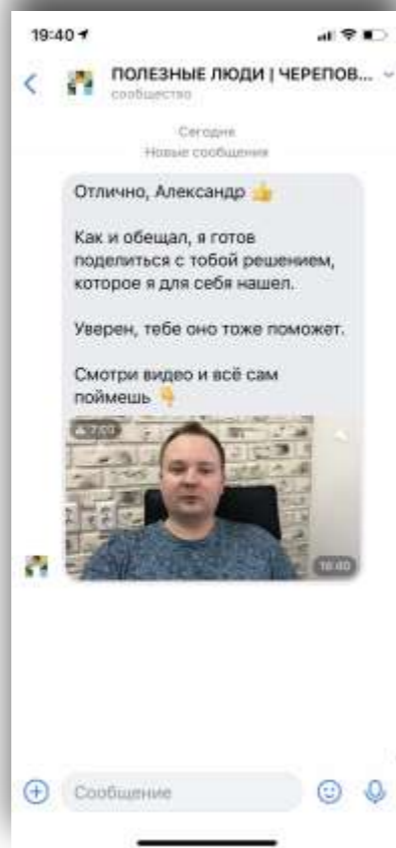 19:40
ПОЛЕЗНЫЕ ЛЮДИ | ЧЕРЕПОВ...
сообщество
Сегодня
Новые сообщения
Отлично, Александр 👍
Как и обещал, я готов
поделиться с тобой решением,
которое я для себя нашел.
Уверен, тебе оно тоже поможет.
Смотри видео и всё сам
поймешь 👇
Сообщение